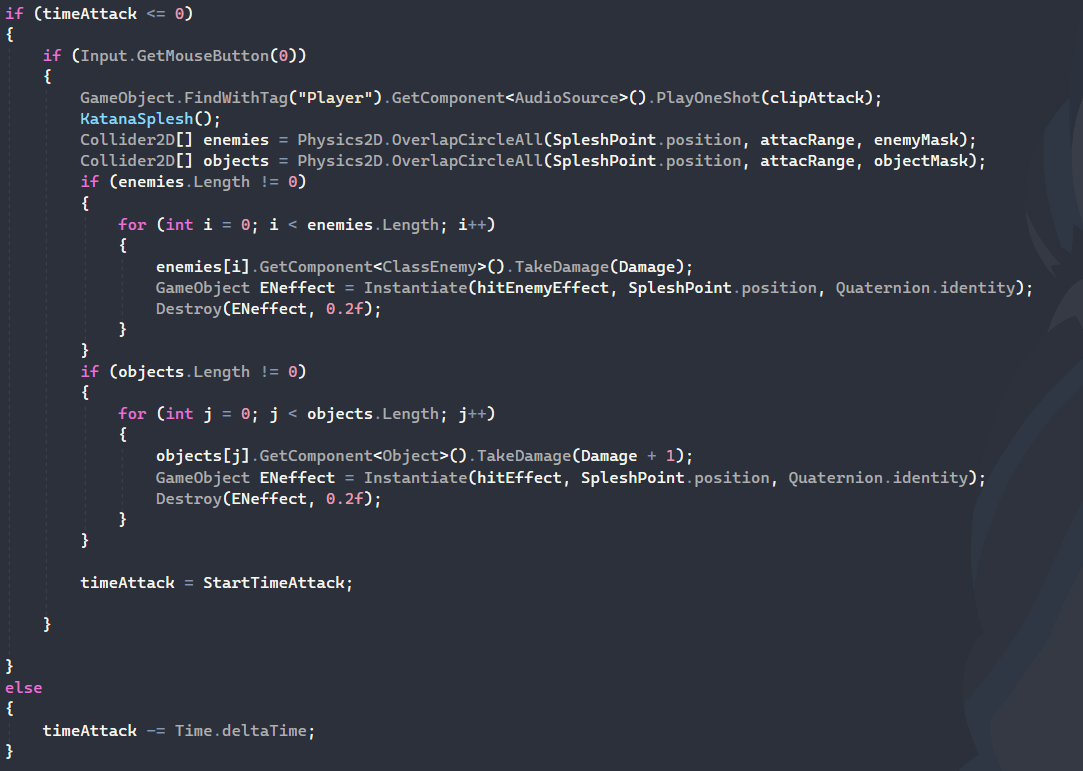 if (timeAttack <= 0)
{
    if (Input.GetMouseButton(0))
    {
        GameObject.FindWithTag("Player").GetComponent<AudioSource>().PlayOneShot(clipAttack);
        KatanaSplesh();
        Collider2D[] enemies = Physics2D.OverlapCircleAll(SpleshPoint.position, attacRange, enemyMask);
        Collider2D[] objects = Physics2D.OverlapCircleAll(SpleshPoint.position, attacRange, objectMask);
        if (enemies.Length != 0)
        {
            for (int i = 0; i < enemies.Length; i++)
            {
                enemies[i].GetComponent<ClassEnemy>().TakeDamage(Damage);
                GameObject ENeffect = Instantiate(hitEnemyEffect, SpleshPoint.position, Quaternion.identity);
                Destroy(ENeffect, 0.2f);
            }
        }
        if (objects.Length != 0)
        {
            for (int j = 0; j < objects.Length; j++)
            {
                objects[j].GetComponent<Object>().TakeDamage(Damage + 1);
                GameObject ENeffect = Instantiate(hitEffect, SpleshPoint.position, Quaternion.identity);
                Destroy(ENeffect, 0.2f);
            }
        }

        timeAttack = StartTimeAttack;

    }

}
else
{
    timeAttack -= Time.deltaTime;
}